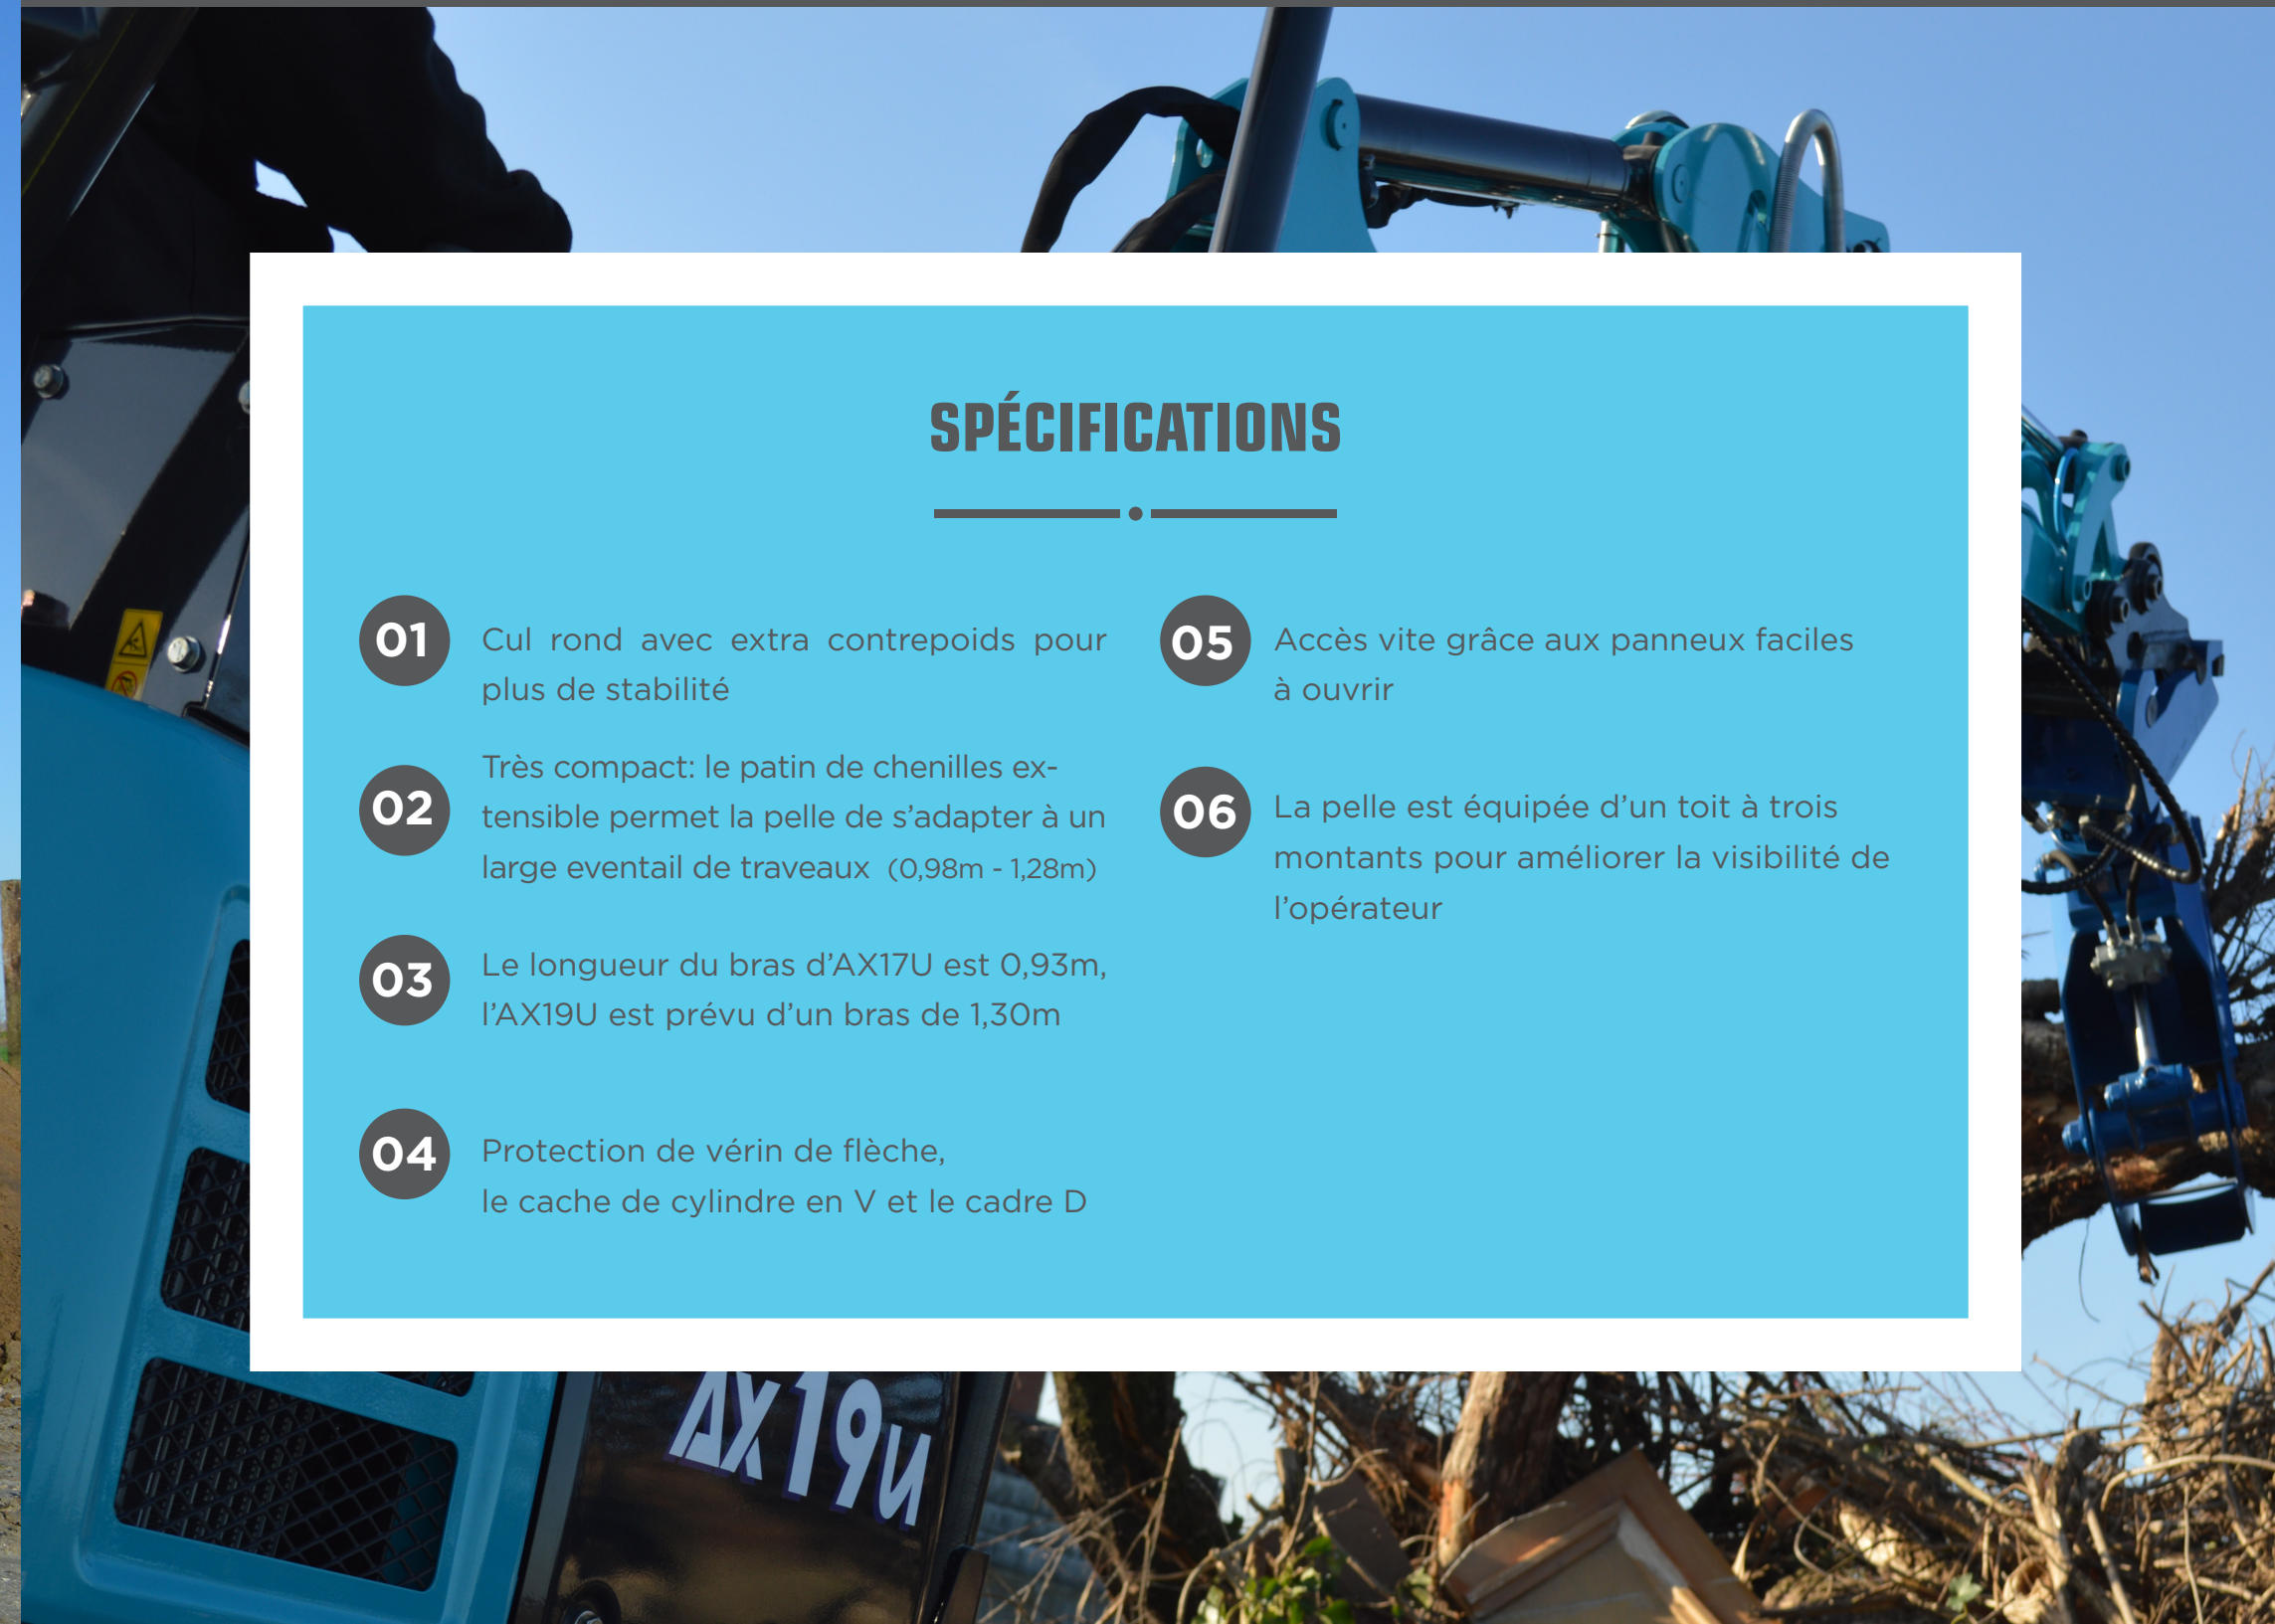 SPÉCIFICATIONS
01
Cul rond avec extra contrepoids pour
plus de stabilité
02
Très compact: le patin de chenilles ex-
tensible permet la pelle de s’adapter à un
large eventail de traveaux (0,98m - 1,28m)
03
Le longueur du bras d’AX17U est 0,93m,
l’AX19U est prévu d’un bras de 1,30m
04
Protection de vérin de flèche,
le cache de cylindre en V et le cadre D
05
Accès vite grâce aux panneux faciles
à ouvrir
06
La pelle est équipée d’un toit à trois
montants pour améliorer la visibilité de
l’opérateur
AX19U